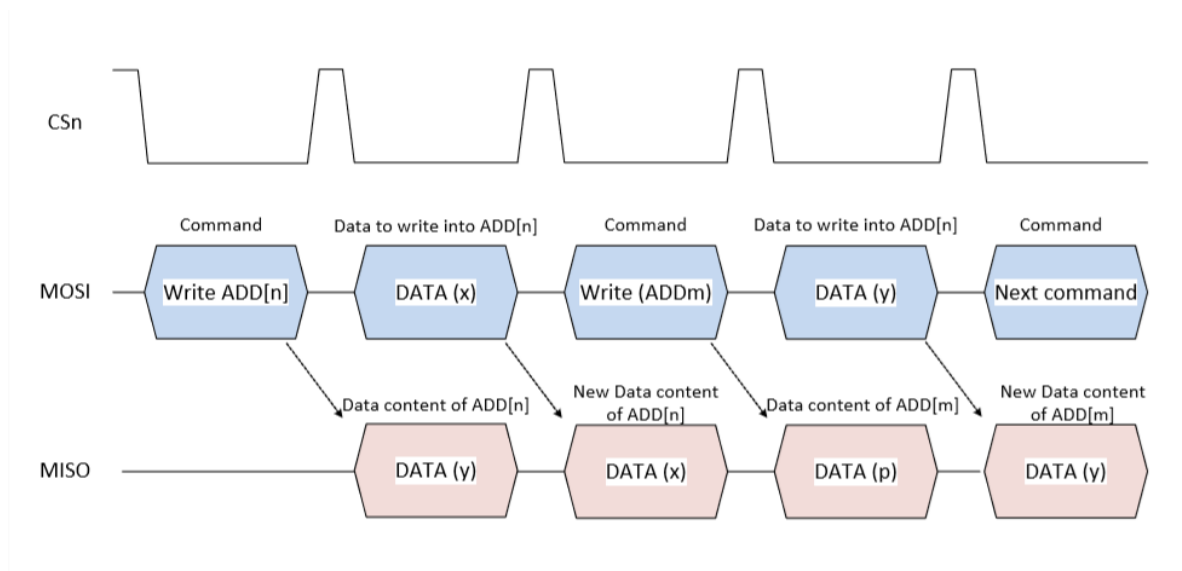 CSn
Command
Data to write into ADD[n]
Command
Data to write into ADD[n]
Command
MOSI
Write ADD[n]
DATA (x)
Write (ADDm)
DATA (y)
Next command
Data content of ADD[n]
New Data content
of ADD[n]
Data content of ADD[m]
New Data content
of ADD[m]
MISO
DATA (y)
DATA (x)
DATA (p)
DATA (y)